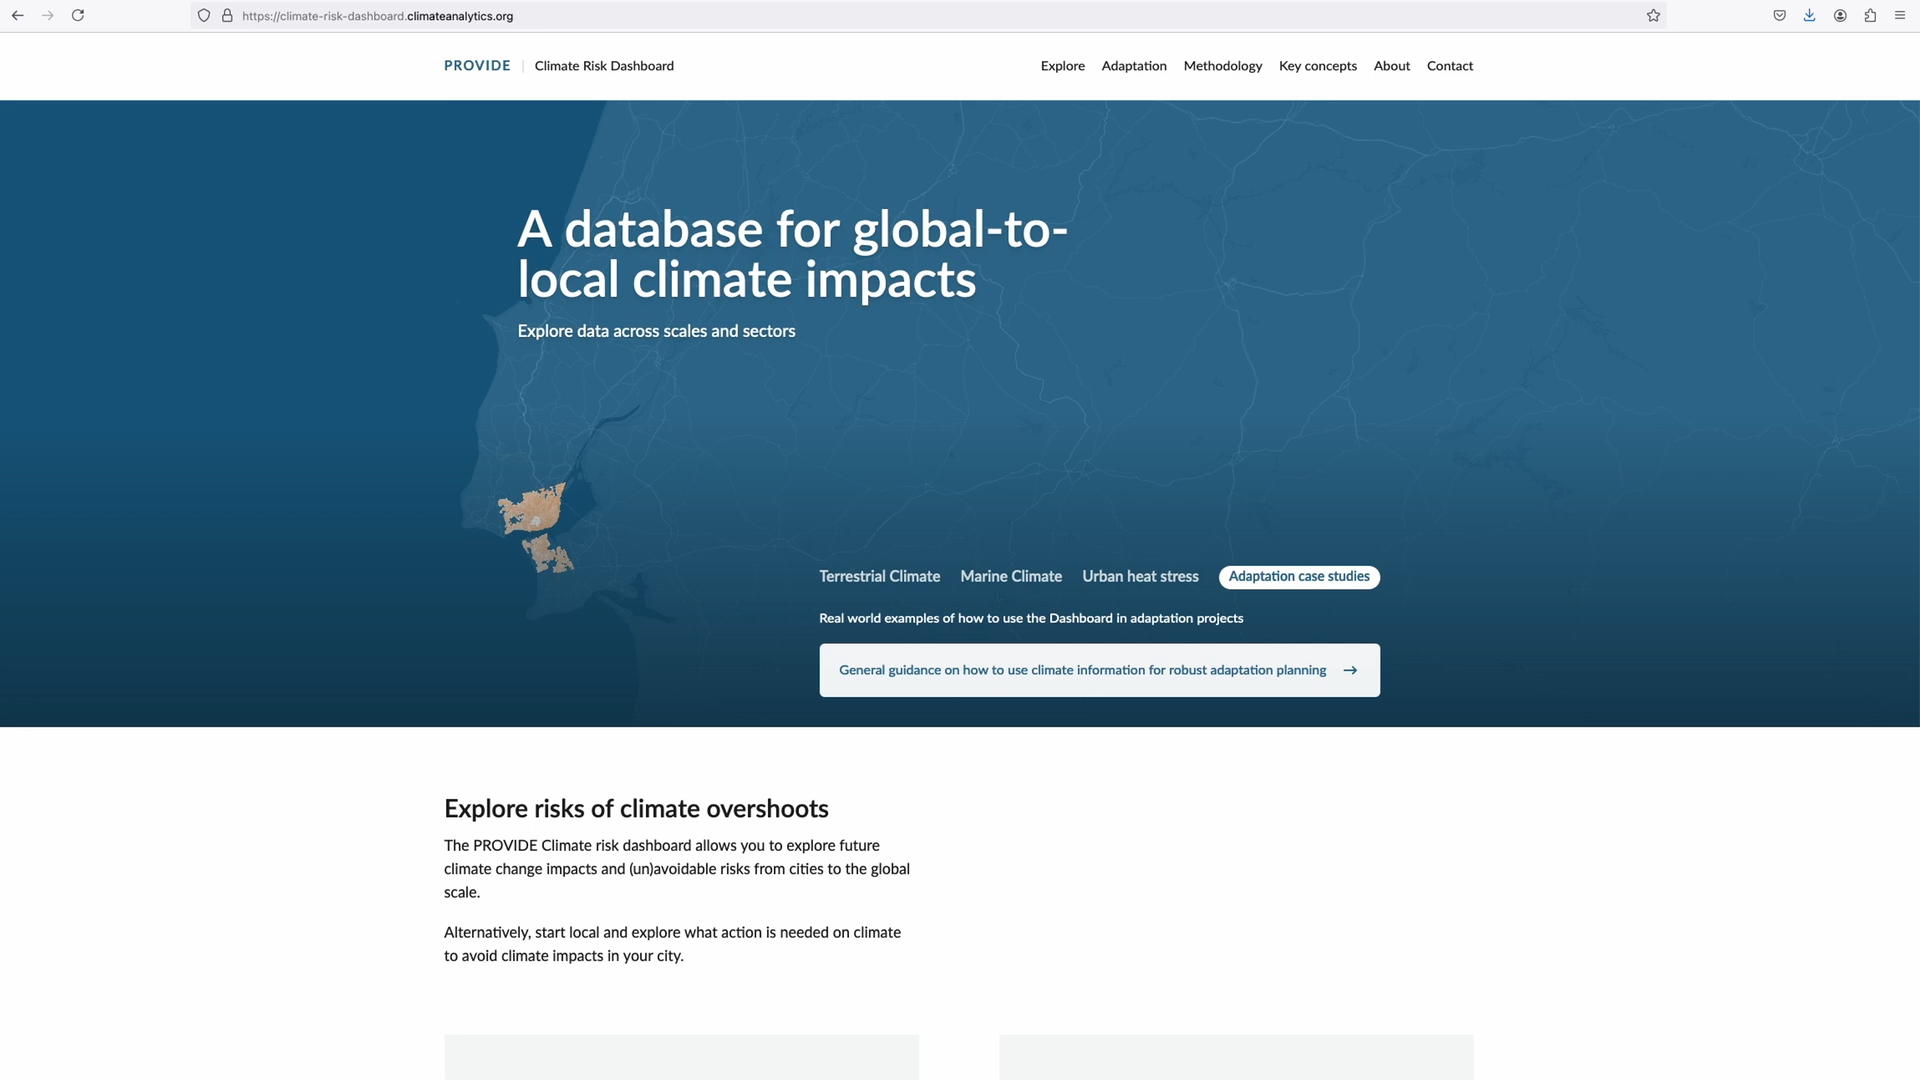 https://climate-risk-dashboard.climateanalytics.org
PROVIDE | Climate Risk Dashboard
Explore Adaptation Methodology Key concepts About Contact
A database for global-to-
local climate impacts
Explore data across scales and sectors
Terrestrial Climate Marine Climate Urban heat stress Adaptation case studies
Real world examples of how to use the Dashboard in adaptation projects
General guidance on how to use climate information for robust adaptation planning →
Explore risks of climate overshoots
The PROVIDE Climate risk dashboard allows you to explore future
climate change impacts and (un)avoidable risks from cities to the global
scale.
Alternatively, start local and explore what action is needed on climate
to avoid climate impacts in your city.